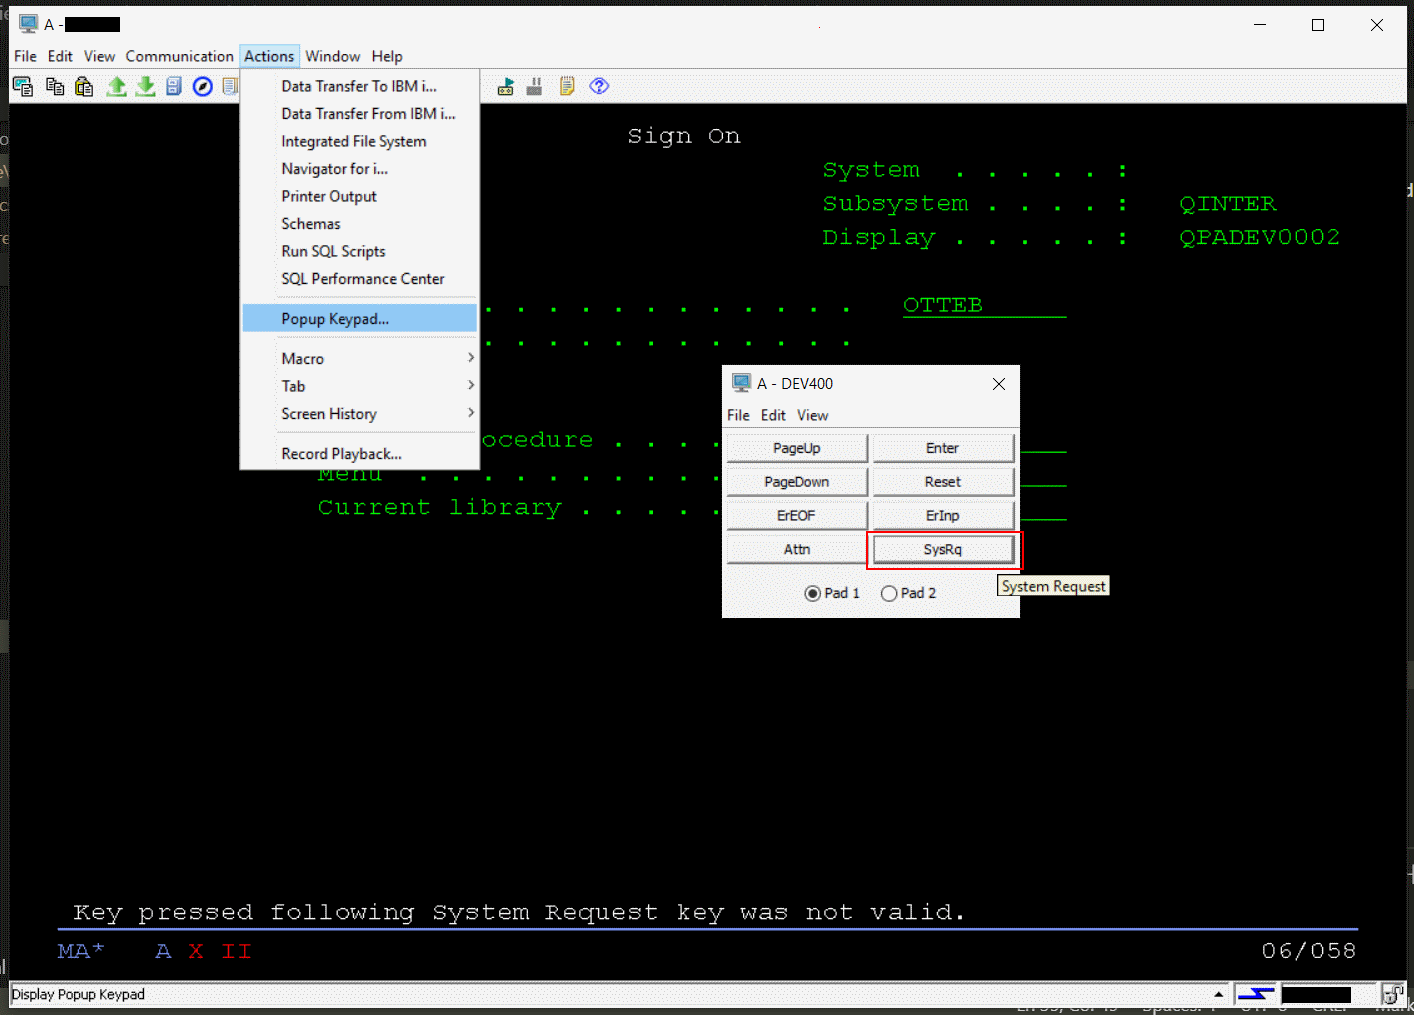 A -
File Edit View Communication Actions Window Help
Data Transfer To IBM i...
Data Transfer From IBM i...
Integrated File System
Navigator for i...
Printer Output
Schemas
Run SQL Scripts
SQL Performance Center
Popup Keypad...
Macro
Tab
Screen History
Record Playback...
Sign On
System . . . . . :
Subsystem . . . . : QINTER
Display . . . . . : QPADEV0002
. . . . . . . . . . . . OTTEB
. . . . . . . . . . . .
ocedure . . . .
Menu . . . . . . . . . .
Current library . . . . .
A - DEV400
File Edit View
PageUp Enter
PageDown Reset
ErEOF ErInp
Attn SysRq
Pad 1 Pad 2
System Request
Key pressed following System Request key was not valid.
MA* A X II 06/058
Display Popup Keypad